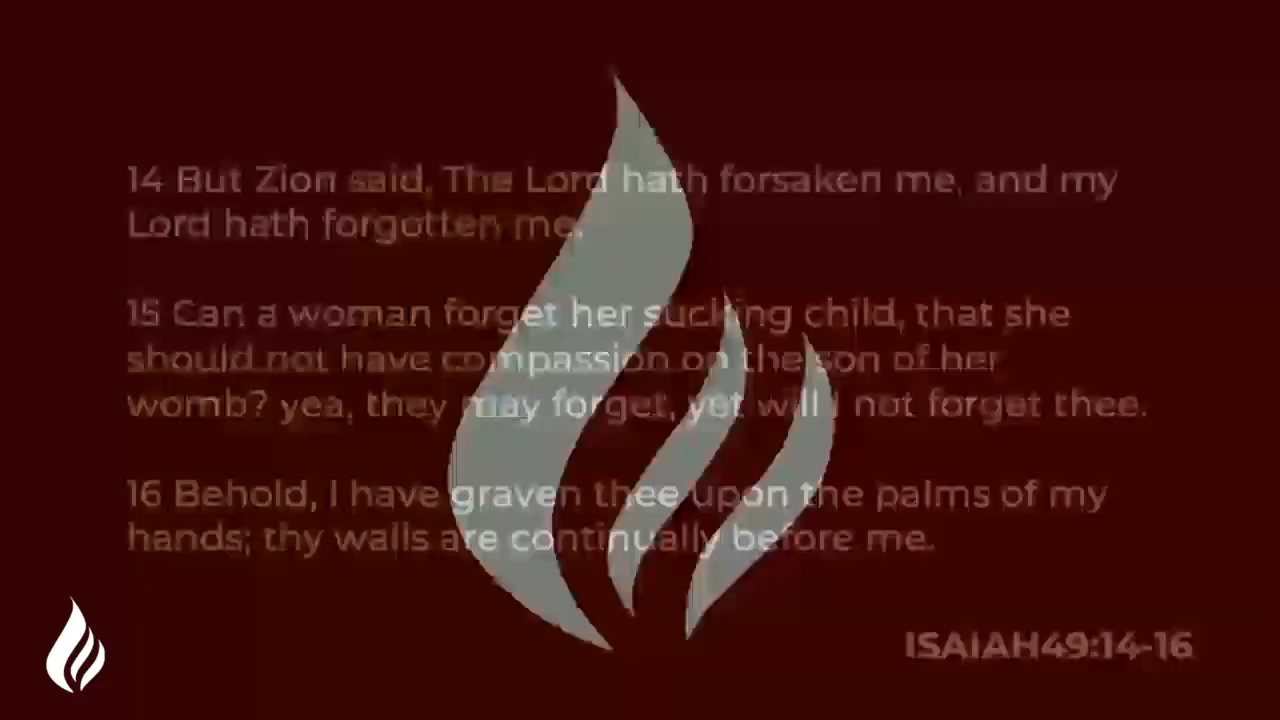 14 But Zion said, The Lord hath forsaken me, and my
Lord hath forgotten me.
15 Can a woman forget her sucking child, that she
should not have compassion on the son of her
womb? yea, they may forget, yet will I not forget thee.
16 Behold, I have graven thee upon the palms of my
hands; thy walls are continually before me.
ISAIAH49:14-16